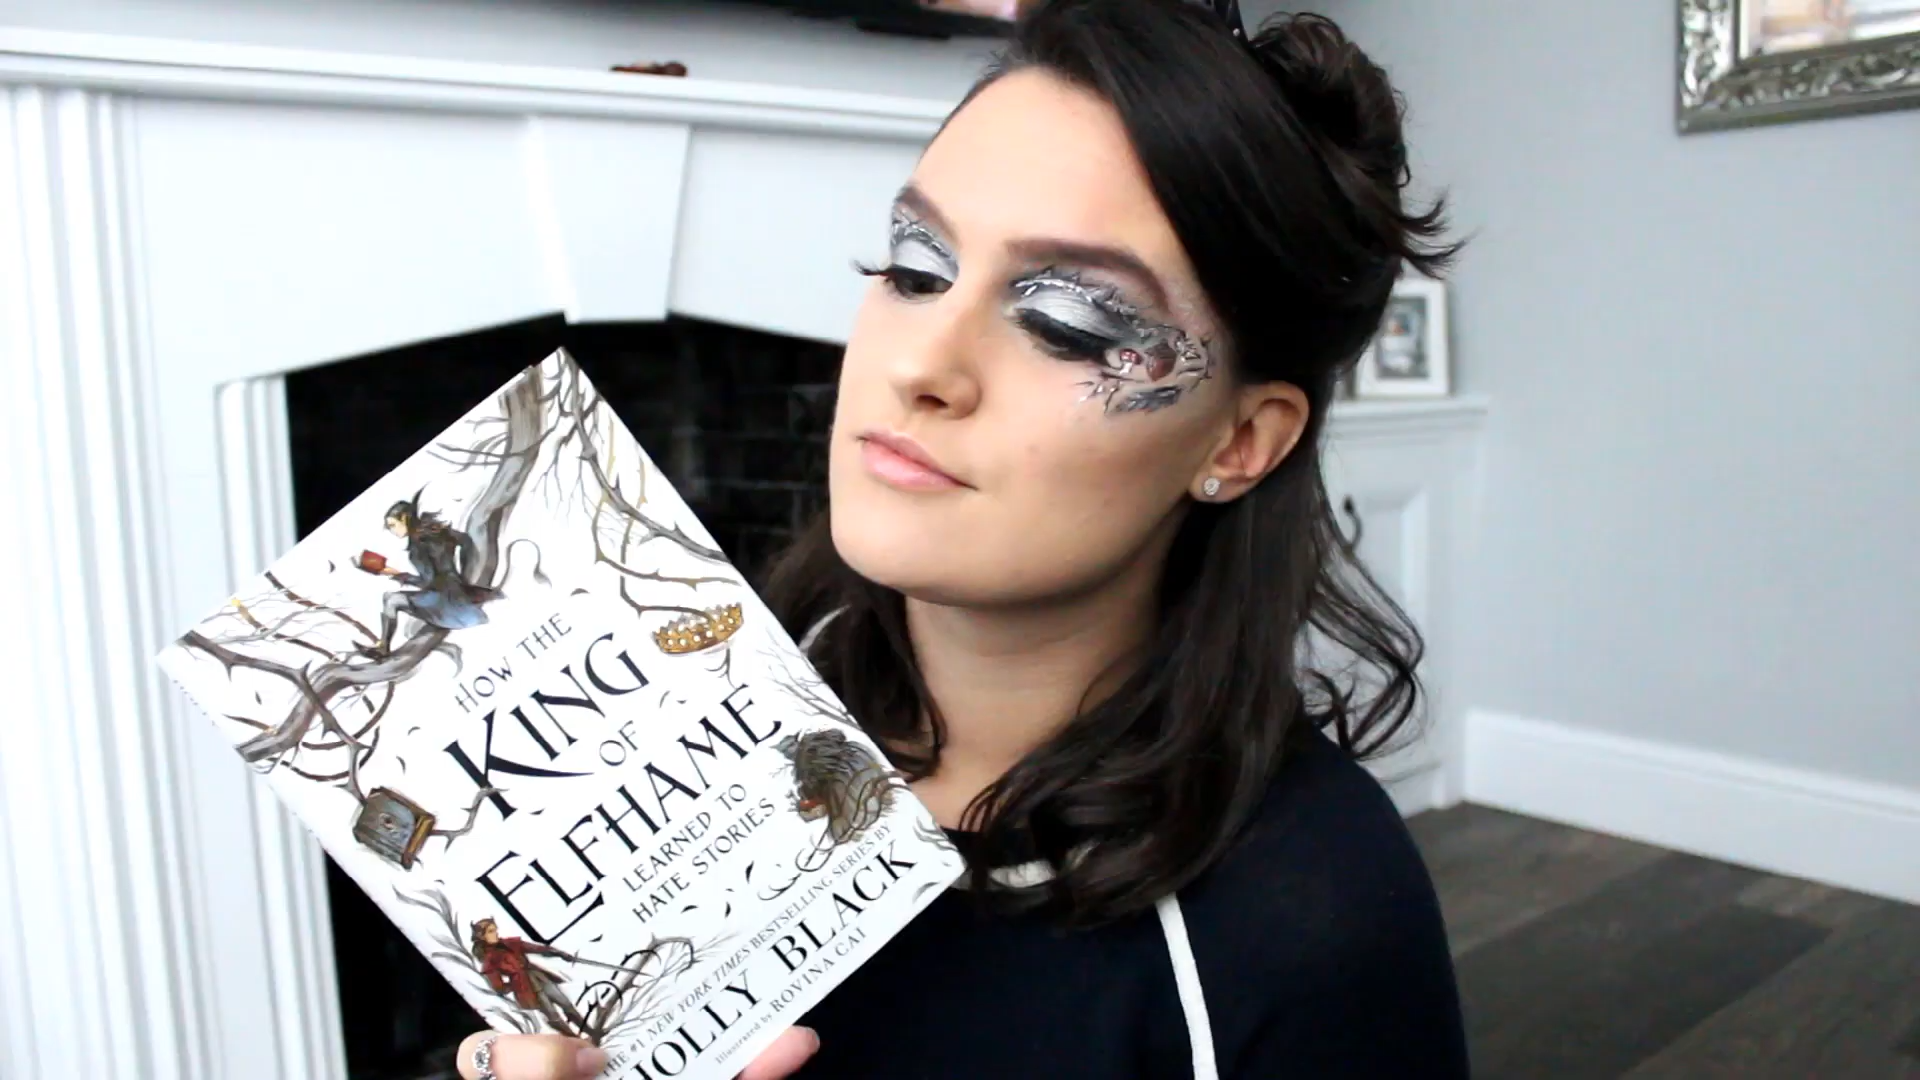 HOW THE
KING
OF
ELFHAME
LEARNED TO
HATE STORIES
THE #1 NEW YORK TIMES BESTSELLING SERIES BY
HOLLY BLACK
Illustrated by ROVINA CAI